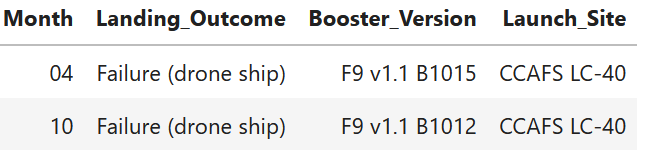 Month Landing_Outcome Booster_Version Launch_Site
04 Failure (drone ship) F9 v1.1 B1015 CCAFS LC-40
10 Failure (drone ship) F9 v1.1 B1012 CCAFS LC-40